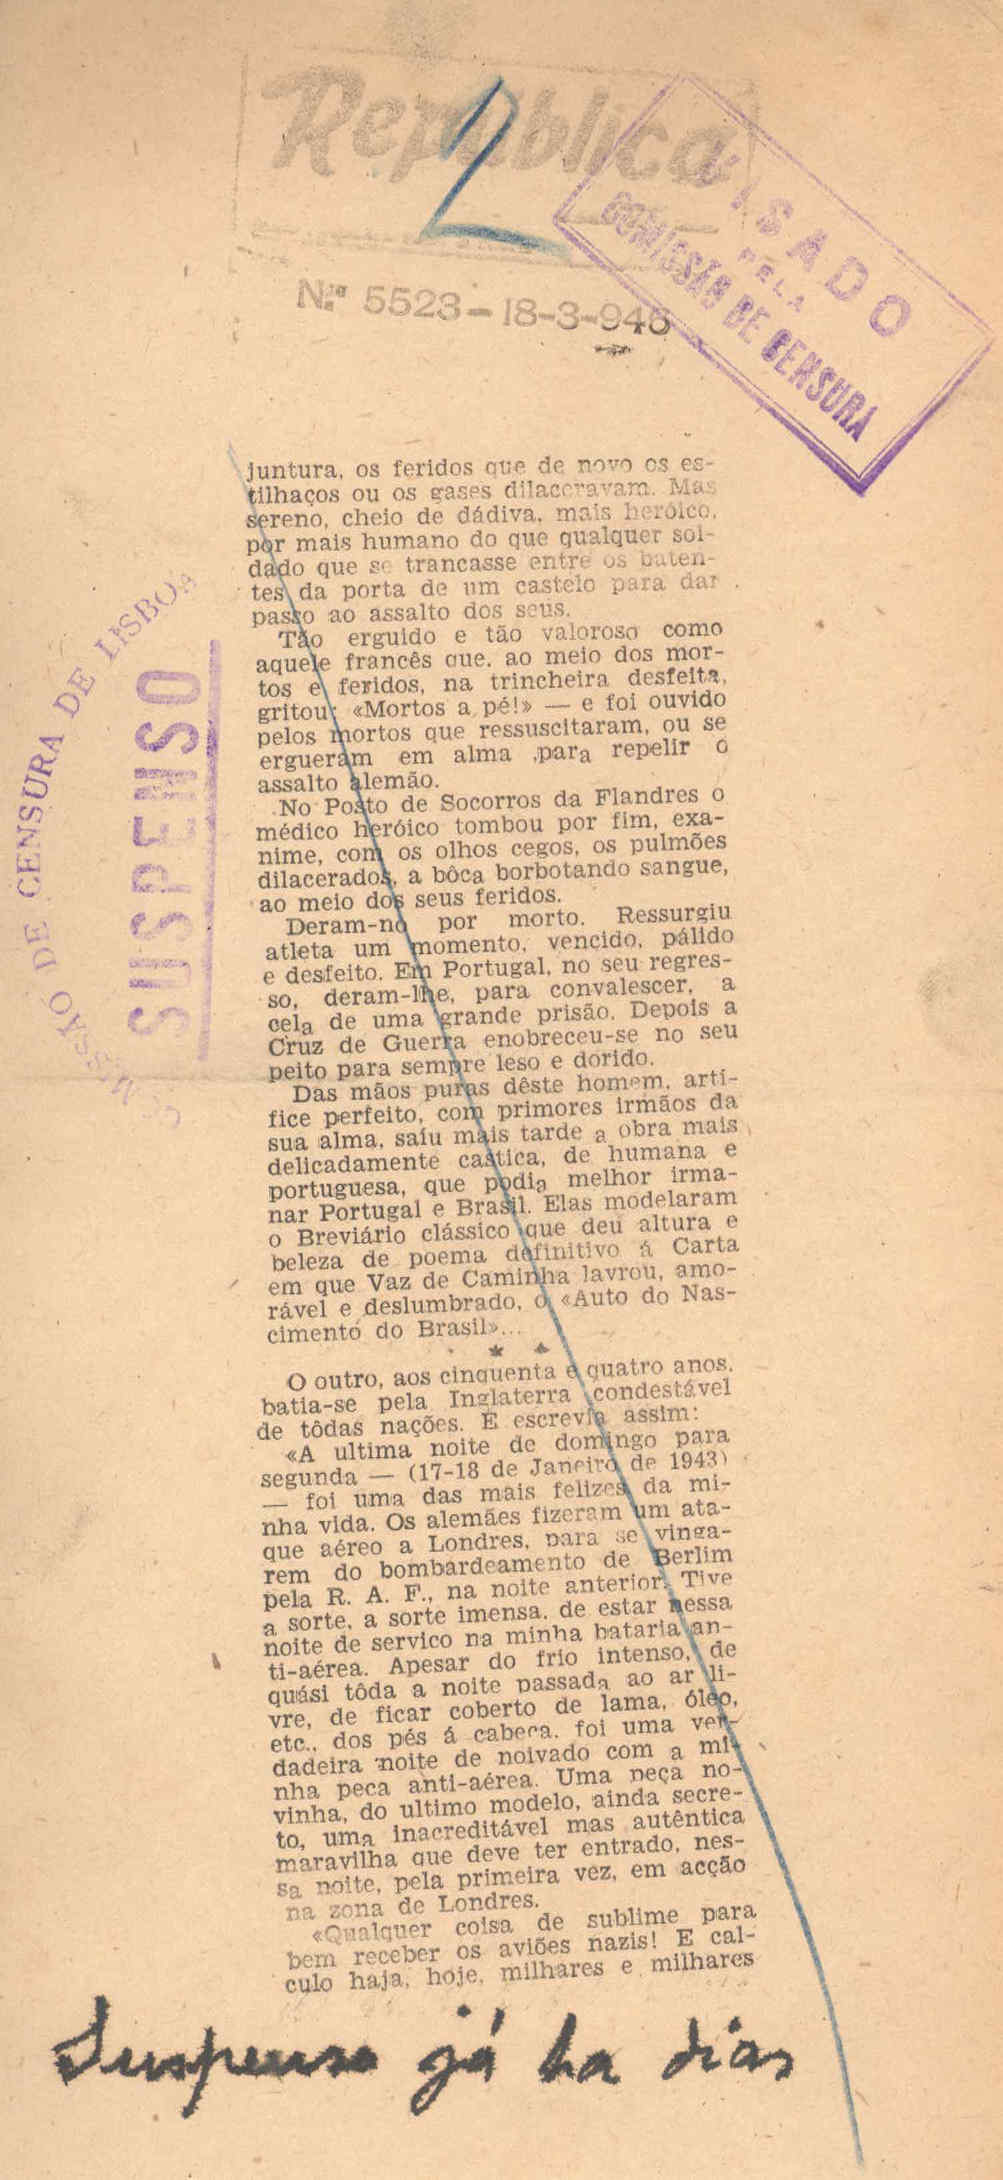 República
2
VISADO
PELA
COMISSÃO DE CENSURA
N.º 5523-18-3-946
COMISSÃO DE CENSURA DE LISBOA
SUSPENSO
juntura, os feridos que de novo os es-
tilhaços ou os gases dilaceravam. Mas
sereno, cheio de dádiva, mais heróico,
por mais humano do que qualquer sol-
dado que se trancasse entre os baten-
tes da porta de um castelo para dar
passo ao assalto dos seus.
Tão erguido e tão valoroso como
aquele francês que, ao meio dos mor-
tos e feridos, na trincheira desfeita,
gritou: «Mortos a pé!» — e foi ouvido
pelos mortos que ressuscitaram, ou se
ergueram em alma ,para repelir o
assalto alemão.
No Posto de Socorros da Flandres o
médico heróico tombou por fim, exa-
nime, com os olhos cegos, os pulmões
dilacerados, a bôca borbotando sangue,
ao meio dos seus feridos.
Deram-no por morto. Ressurgiu
atleta um momento, vencido, pálido
e desfeito. Em Portugal, no seu regres-
so, deram-lhe, para convalescer, a
cela de uma grande prisão. Depois a
Cruz de Guerra enobreceu-se no seu
peito para sempre leso e dorido.
Das mãos puras dêste homem, arti-
fice perfeito, com primores irmãos da
sua alma, saíu mais tarde a obra mais
delicadamente castica, de humana e
portuguesa, que podia melhor irma-
nar Portugal e Brasil. Elas modelaram
o Breviário clássico que deu altura e
beleza de poema definitivo á Carta
em que Vaz de Caminha lavrou, amo-
rável e deslumbrado, o «Auto do Nas-
cimento do Brasil»...
* *
O outro, aos cinquenta e quatro anos,
batia-se pela Inglaterra condestável
de tôdas nações. E escrevia assim:
«A ultima noite de domingo para
segunda — (17-18 de Janeiro de 1943)
— foi uma das mais felizes da mi-
nha vida. Os alemães fizeram um ata-
que aéreo a Londres, para se vinga-
rem do bombardeamento de Berlim
pela R. A. F., na noite anterior. Tive
a sorte, a sorte imensa, de estar nessa
noite de servico na minha bataria an-
ti-aérea. Apesar do frio intenso, de
quási tôda a noite passada ao ar li-
vre, de ficar coberto de lama, óleo,
etc., dos pés á cabeca, foi uma ver-
dadeira noite de noivado com a mi-
nha peca anti-aérea. Uma peça no-
vinha, do ultimo modelo, ainda secre-
to, uma inacreditável mas autêntica
maravilha que deve ter entrado, nes-
sa noite, pela primeira vez, em acção
na zona de Londres.
«Qualquer coisa de sublime para
bem receber os aviões nazis! E cal-
culo haja, hoje, milhares e milhares
Suspenso já ha dias